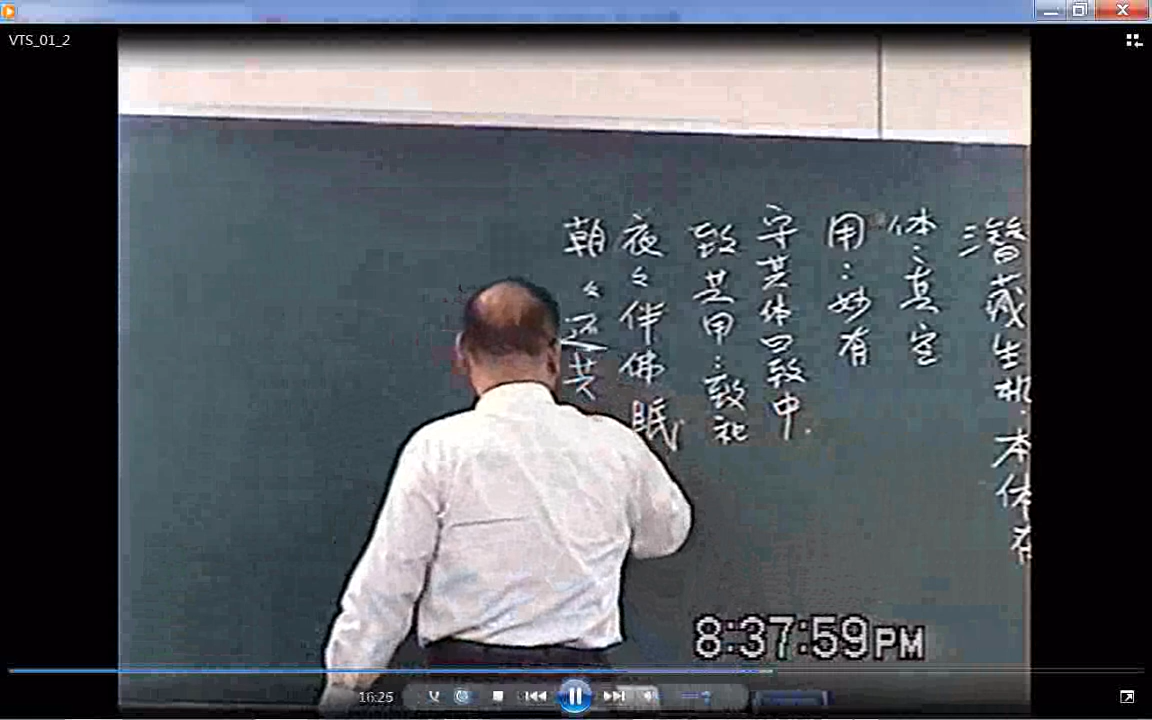 VTS_01_2
潛藏生机.本体在
三
体:真空
用:妙有
守其体曰致中.
致其用:致和
夜々伴佛眠
朝々还共
8:37:59PM
16:25